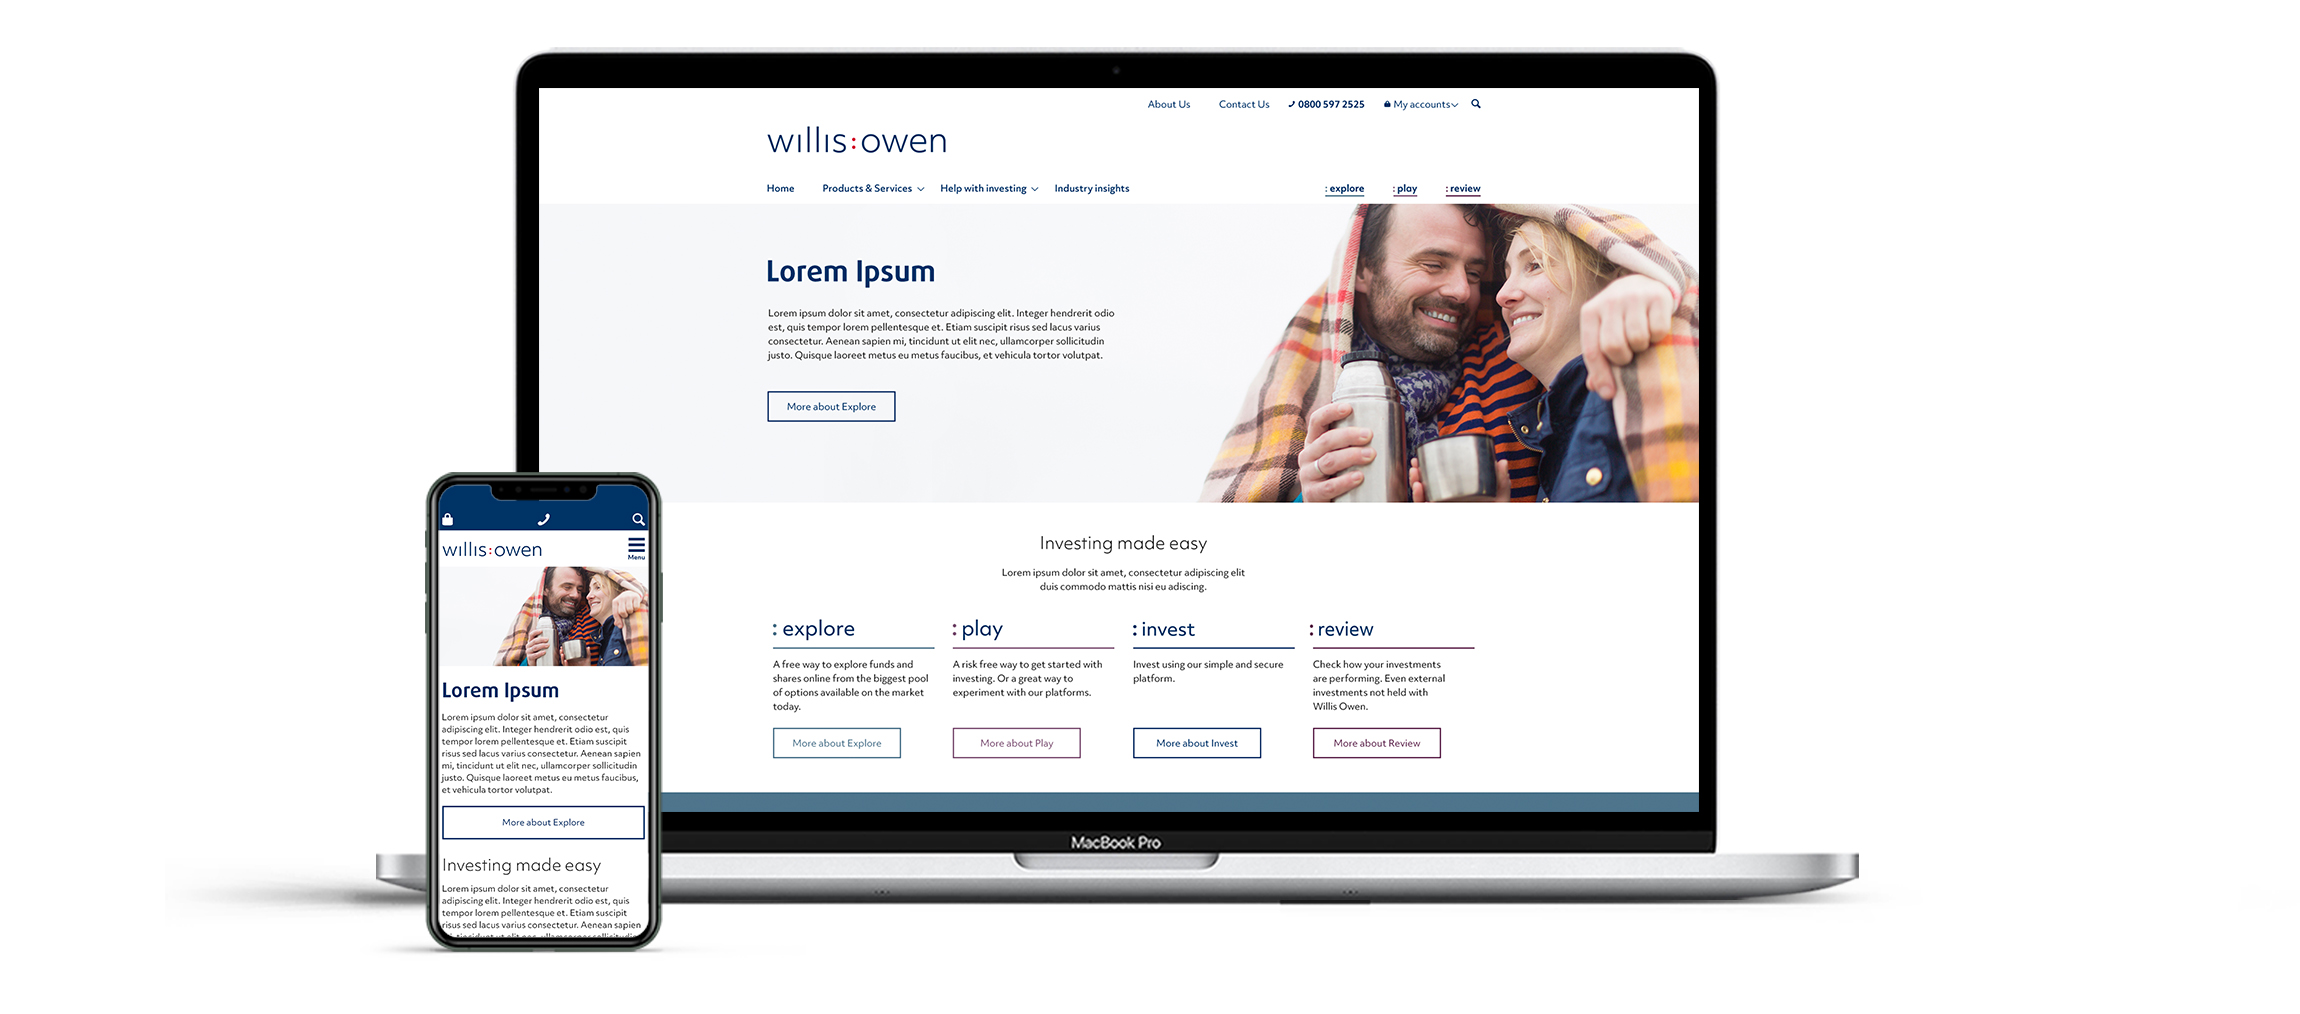 About Us Contact Us 0800 597 2525 My accounts
willis:owen
Home Products & Services Help with investing Industry insights : explore : play : review
Lorem Ipsum
Lorem ipsum dolor sit amet, consectetur adipiscing elit. Integer hendrerit odio
est, quis tempor lorem pellentesque et. Etiam suscipit risus sed lacus varius
consectetur. Aenean sapien mi, tincidunt ut elit nec, ullamcorper sollicitudin
justo. Quisque laoreet metus eu metus faucibus, et vehicula tortor volutpat.
More about Explore
Investing made easy
Lorem ipsum dolor sit amet, consectetur adipiscing elit
duis commodo mattis nisi eu adiscing.
: explore
A free way to explore funds and
shares online from the biggest pool
of options available on the market
today.
More about Explore
: play
A risk free way to get started with
investing. Or a great way to
experiment with our platforms.
More about Play
: invest
Invest using our simple and secure
platform.
More about Invest
: review
Check how your investments
are performing. Even external
investments not held with
Willis Owen.
More about Review
MacBook Pro
willis:owen
Menu
Lorem Ipsum
Lorem ipsum dolor sit amet, consectetur
adipiscing elit. Integer hendrerit odio est, quis
tempor lorem pellentesque et. Etiam suscipit
risus sed lacus varius consectetur. Aenean sapien
mi, tincidunt ut elit nec, ullamcorper sollicitudin
justo. Quisque laoreet metus eu metus faucibus,
et vehicula tortor volutpat.
More about Explore
Investing made easy
Lorem ipsum dolor sit amet, consectetur
adipiscing elit. Integer hendrerit odio est, quis
tempor lorem pellentesque et. Etiam suscipit
risus sed lacus varius consectetur. Aenean sapien
tincidunt ut elit nec, ullamcorper